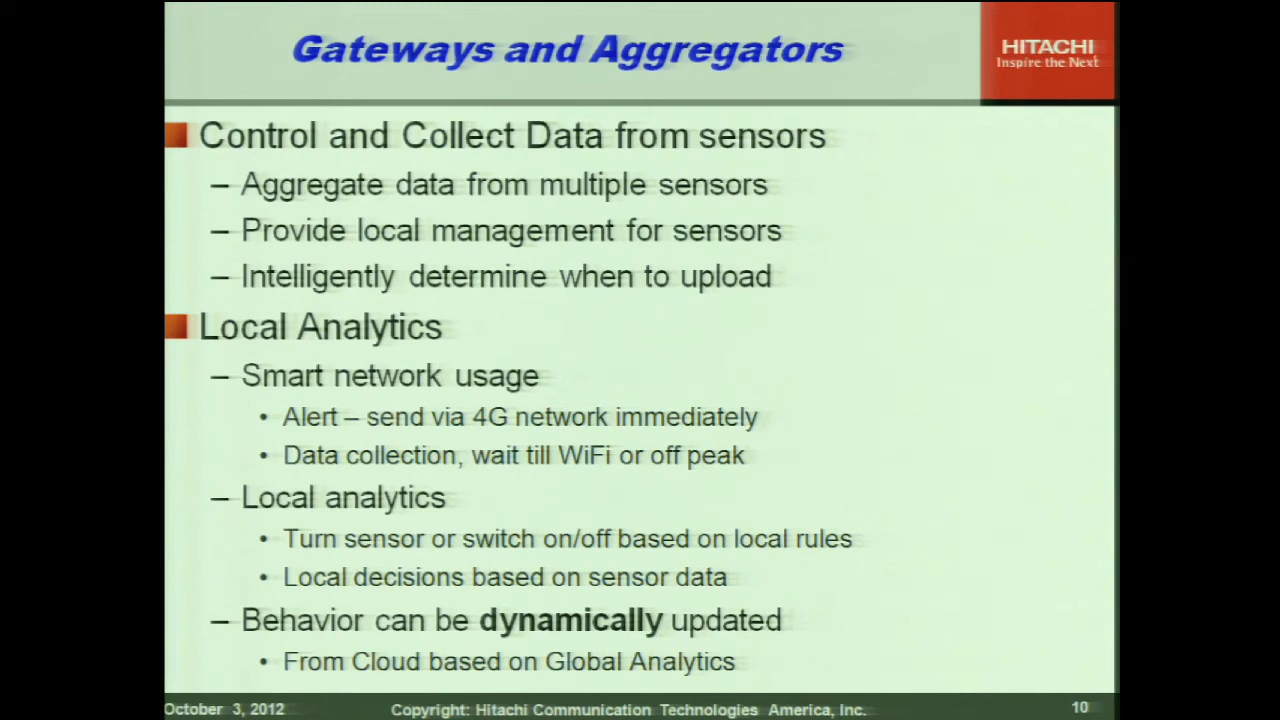 Gateways and Aggregators
HITACHI
Inspire the Next
Control and Collect Data from sensors
– Aggregate data from multiple sensors
– Provide local management for sensors
– Intelligently determine when to upload
Local Analytics
– Smart network usage
• Alert – send via 4G network immediately
• Data collection, wait till WiFi or off peak
– Local analytics
• Turn sensor or switch on/off based on local rules
• Local decisions based on sensor data
– Behavior can be dynamically updated
• From Cloud based on Global Analytics
October 3, 2012 Copyright: Hitachi Communication Technologies America, Inc. 10